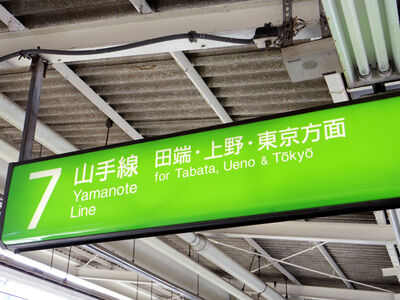 7
山手線
Yamanote
Line
田端・上野・東京方面
for Tabata, Ueno & Tōkyō